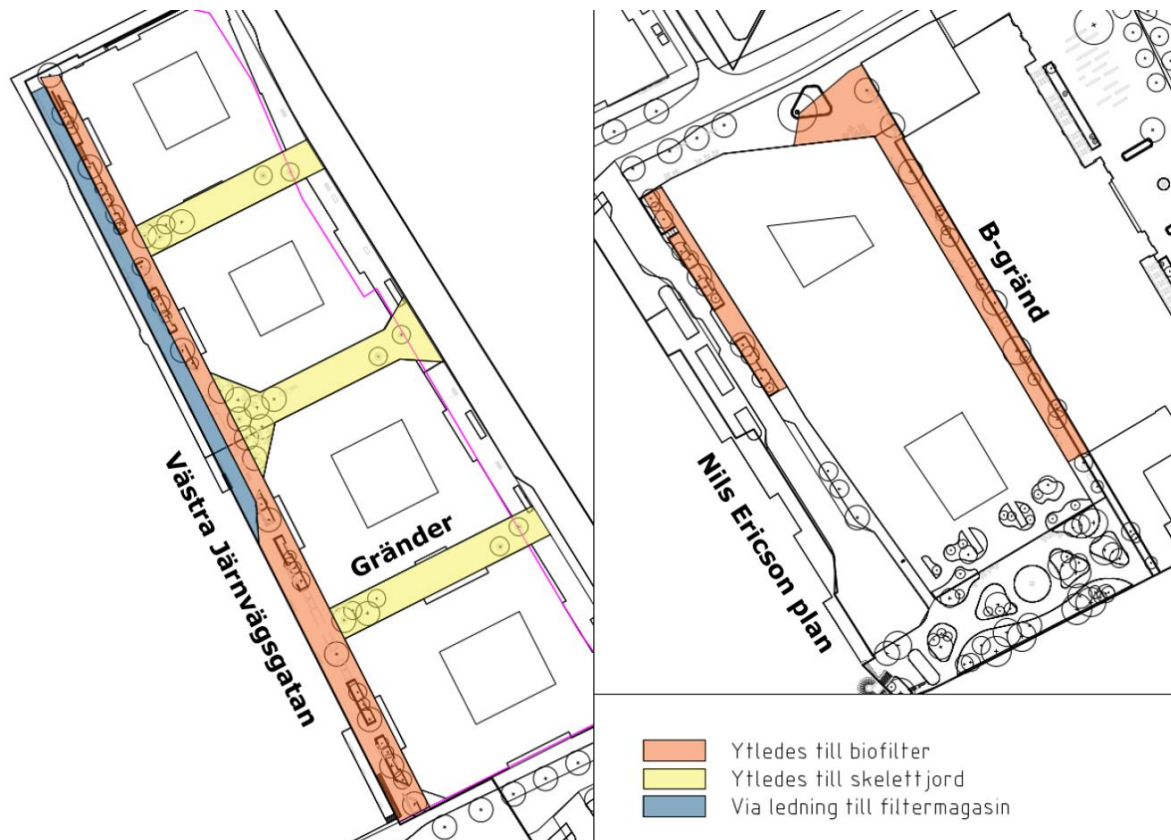 Västra Järnvägsgatan
Gränder
B-gränd
Nils Ericson plan
Ytledes till biofilter
Ytledes till skelettjord
Via ledning till filtermagasin